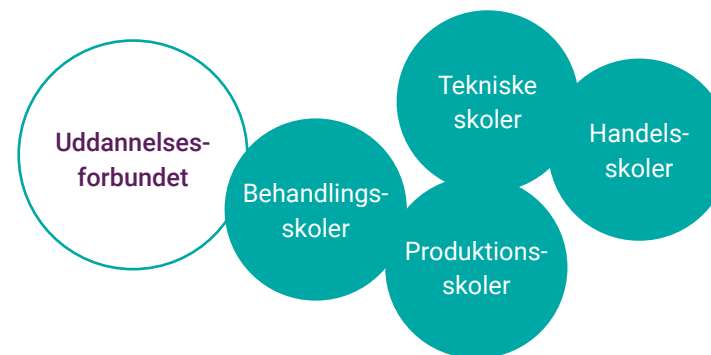 Uddannelses-
forbundet
Behandlings-
skoler
Tekniske
skoler
Produktions-
skoler
Handels-
skoler